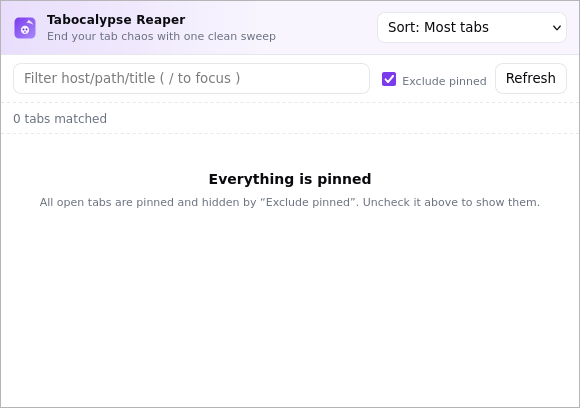 Tabocalypse Reaper
End your tab chaos with one clean sweep
Sort: Most tabs
Filter host/path/title ( / to focus )
Exclude pinned
Refresh
0 tabs matched
Everything is pinned
All open tabs are pinned and hidden by “Exclude pinned”. Uncheck it above to show them.